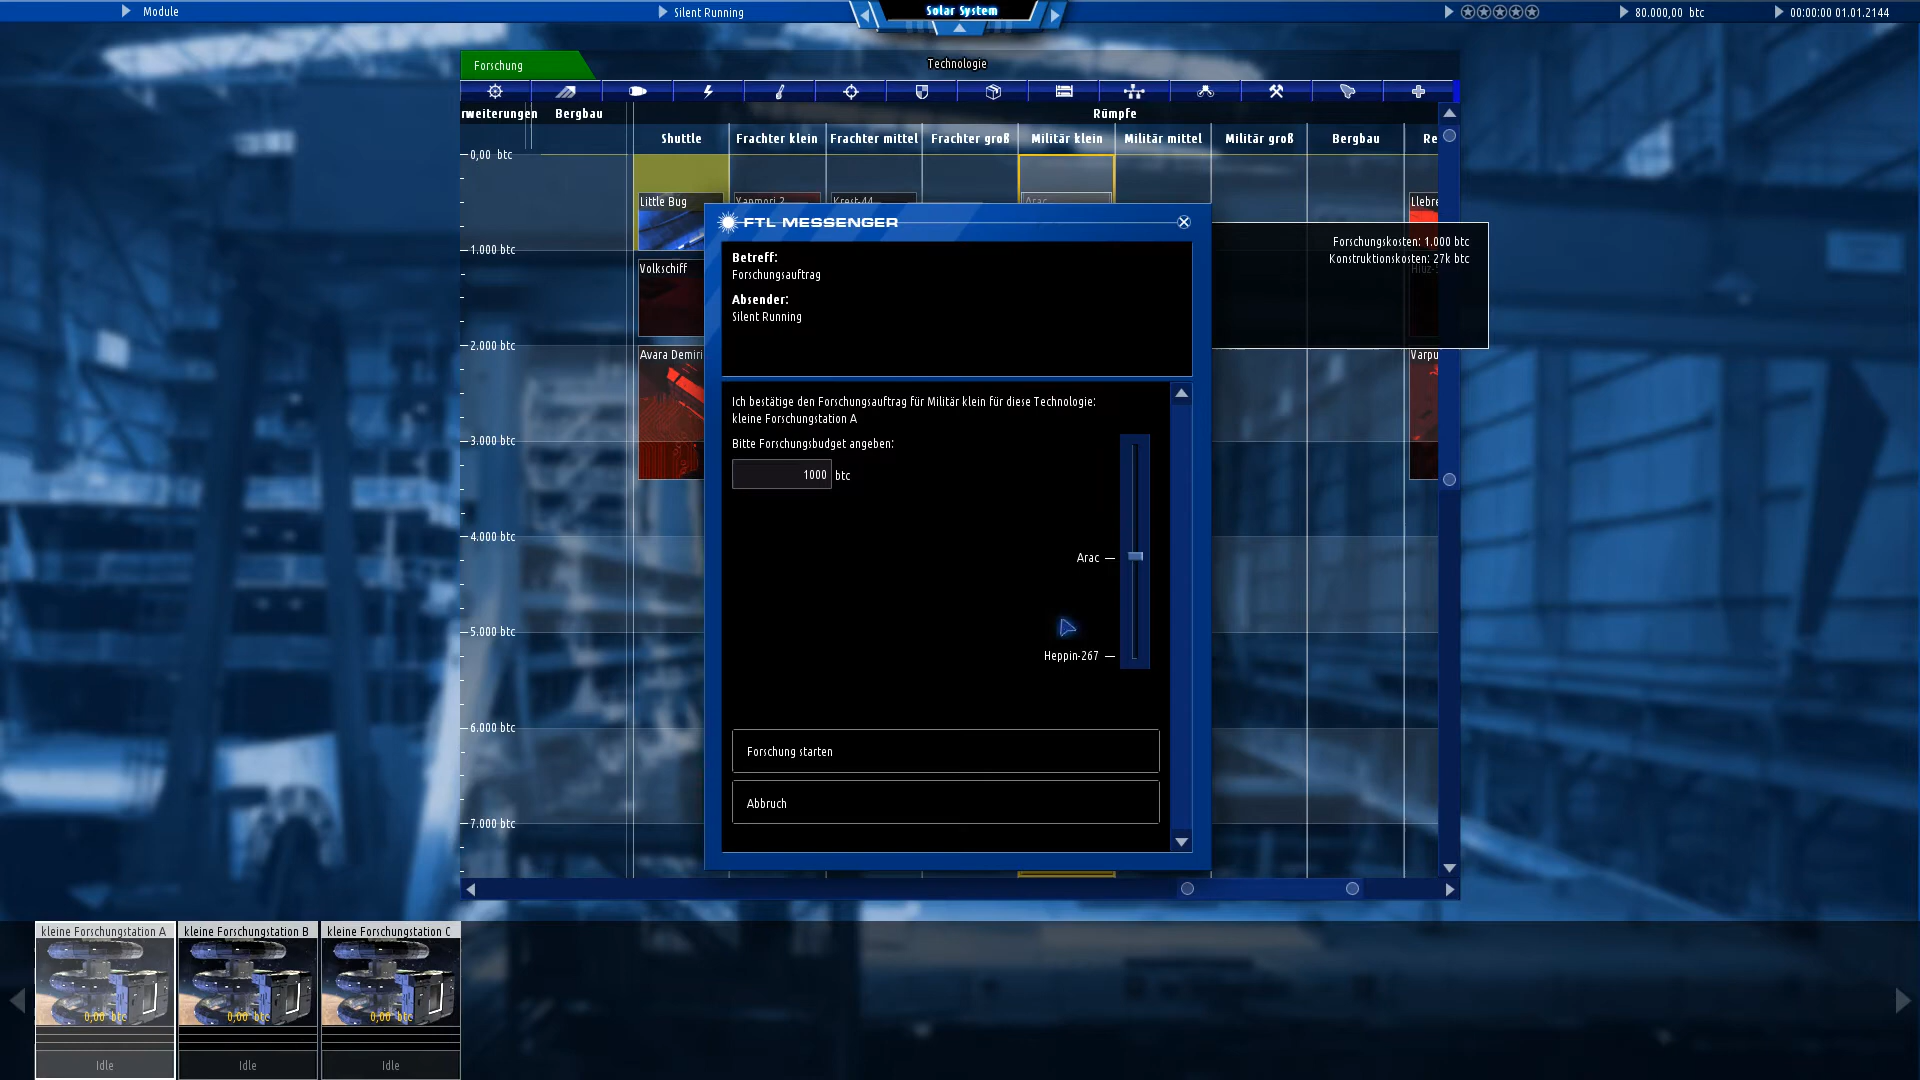 Module
Silent Running
Solar System
80.000,00 btc
00:00:00 01.01.2144
Forschung
Technologie
rweiterungen
Bergbau
Rümpfe
Shuttle
Frachter klein
Frachter mittel
Frachter groß
Militär klein
Militär mittel
Militär groß
Bergbau
Re
0,00 btc
Little Bug
Yanmori 2
Krest-44
Arac
Llebre
1.000 btc
Volkschiff
2.000 btc
Avara Demiri
Varpu
3.000 btc
4.000 btc
5.000 btc
6.000 btc
7.000 btc
Forschungskosten: 1.000 btc
Konstruktionskosten: 27k btc
FTL MESSENGER
Betreff:
Forschungsauftrag
Absender:
Silent Running
Ich bestätige den Forschungsauftrag für Militär klein für diese Technologie:
kleine Forschungstation A
Bitte Forschungsbudget angeben:
1000 btc
Arac
Heppin-267
Forschung starten
Abbruch
kleine Forschungstation A
kleine Forschungstation B
kleine Forschungstation C
0,00 btc
0,00 btc
0,00 btc
Idle
Idle
Idle